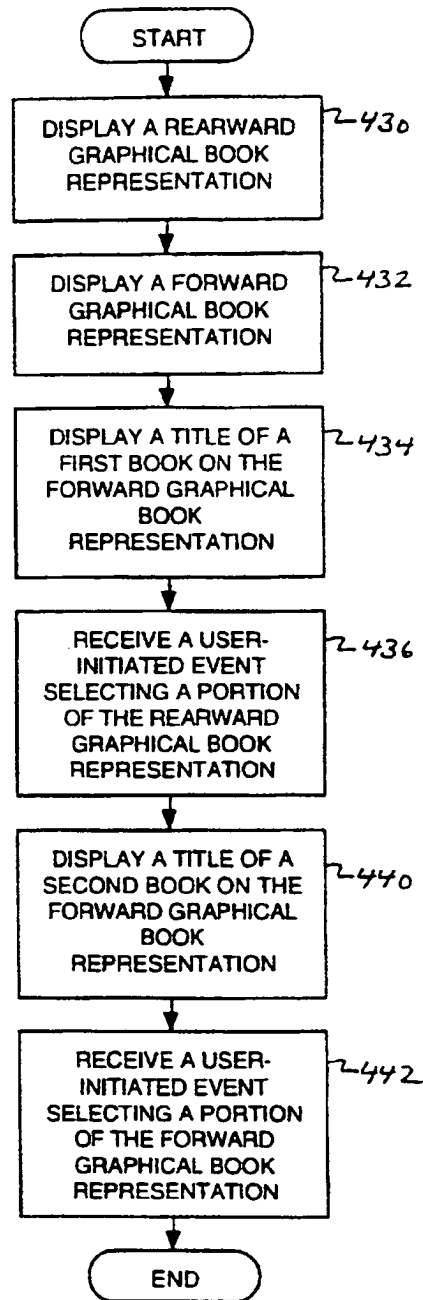 START
DISPLAY A REARWARD
GRAPHICAL BOOK
REPRESENTATION
430
DISPLAY A FORWARD
GRAPHICAL BOOK
REPRESENTATION
432
DISPLAY A TITLE OF A
FIRST BOOK ON THE
FORWARD GRAPHICAL
BOOK
REPRESENTATION
434
RECEIVE A USER-
INITIATED EVENT
SELECTING A PORTION
OF THE REARWARD
GRAPHICAL BOOK
REPRESENTATION
436
DISPLAY A TITLE OF A
SECOND BOOK ON THE
FORWARD GRAPHICAL
BOOK
REPRESENTATION
440
RECEIVE A USER-
INITIATED EVENT
SELECTING A PORTION
OF THE FORWARD
GRAPHICAL BOOK
REPRESENTATION
442
END